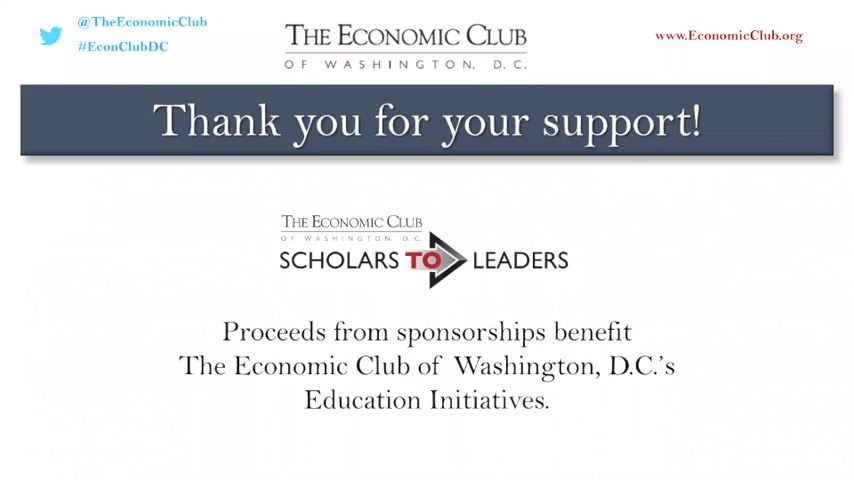 @TheEconomicClub
#EconClubDC
THE ECONOMIC CLUB
OF WASHINGTON, D.C.
www.EconomicClub.org
Thank you for your support!
THE ECONOMIC CLUB
OF WASHINGTON, D.C.
SCHOLARS TO LEADERS
Proceeds from sponsorships benefit
The Economic Club of Washington, D.C.'s
Education Initiatives.